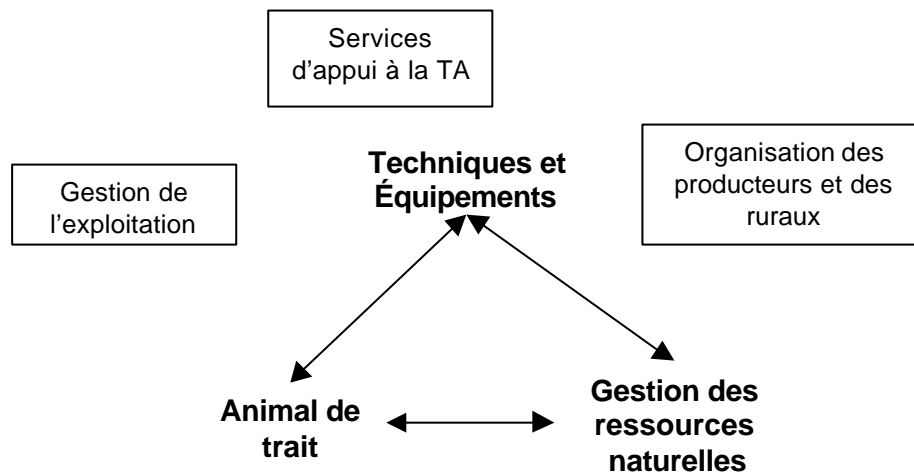 Services
d’appui à la TA
Techniques et
Équipements
Organisation des
producteurs et des
ruraux
Gestion de
l’exploitation
Animal de
trait
Gestion des
ressources
naturelles